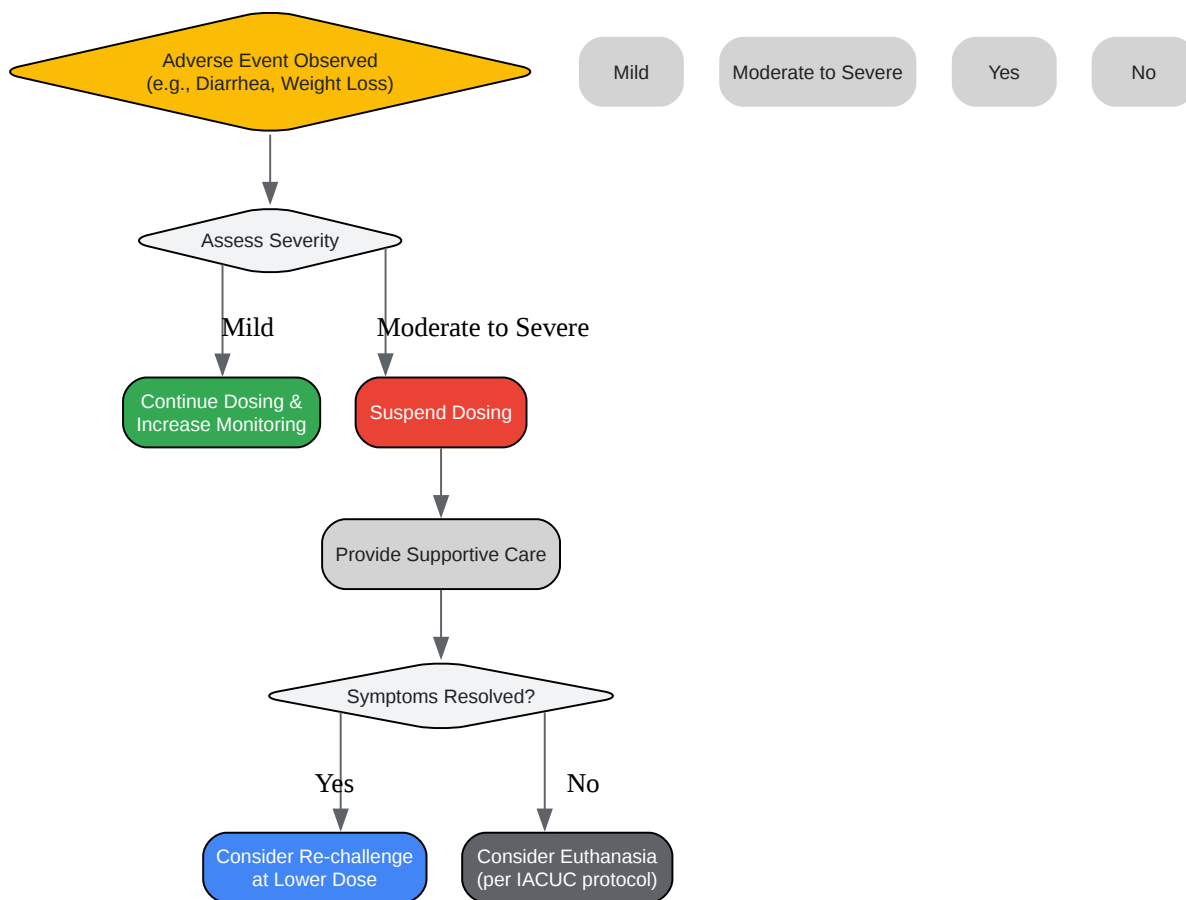 Adverse Event Observed
(e.g., Diarrhea, Weight Loss)
Mild
Moderate to Severe
Yes
No
Assess Severity
Mild
Moderate to Severe
Continue Dosing &
Increase Monitoring
Suspend Dosing
Provide Supportive Care
Symptoms Resolved?
Yes
No
Consider Re-challenge
at Lower Dose
Consider Euthanasia
(per IACUC protocol)